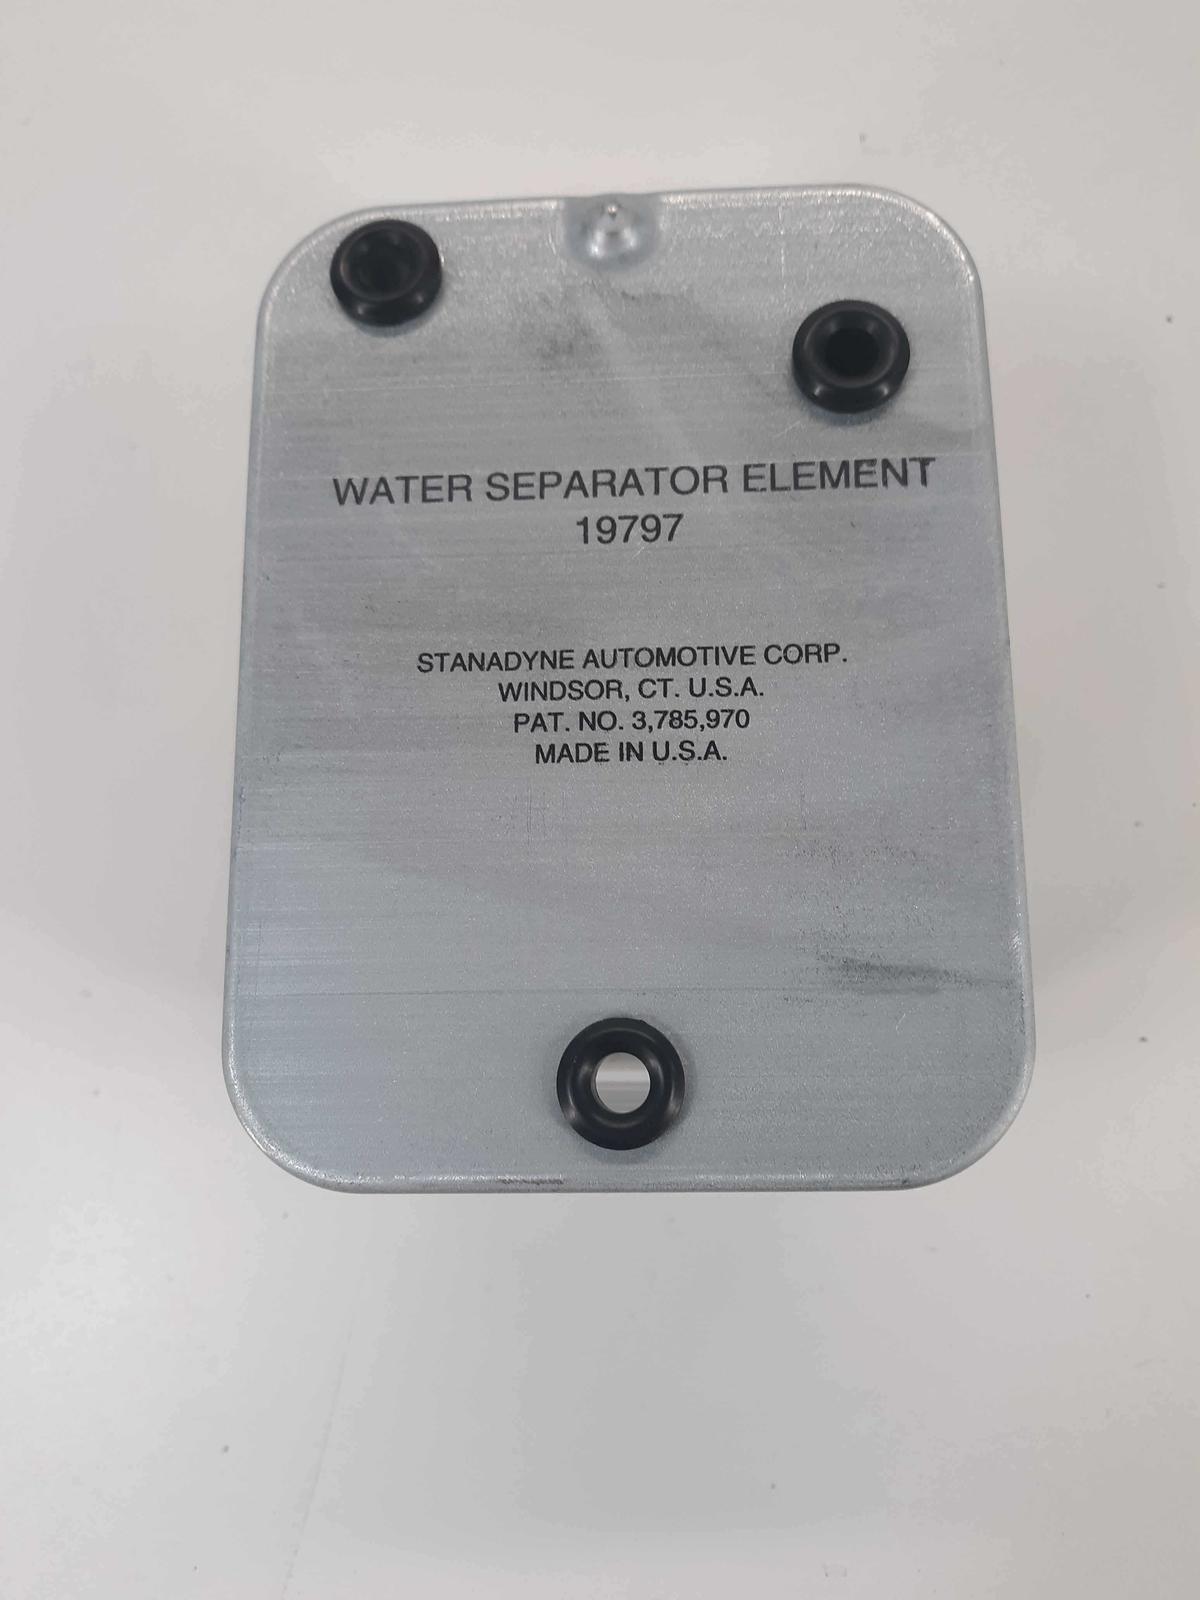 WATER SEPARATOR ELEMENT
19797
STANADYNE AUTOMOTIVE CORP.
WINDSOR, CT. U.S.A.
PAT. NO. 3,785,970
MADE IN U.S.A.